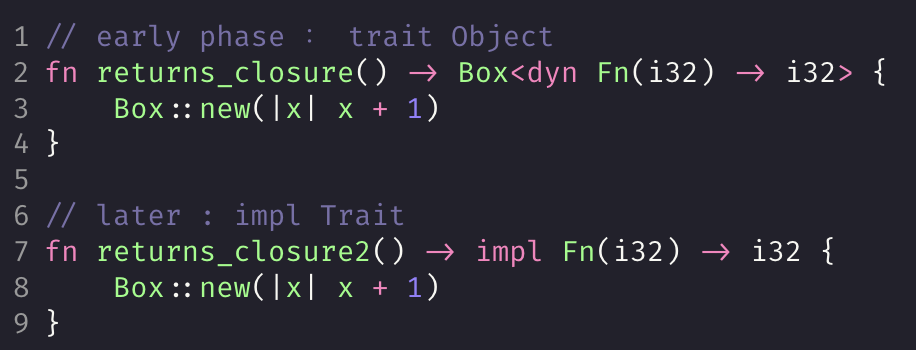 1 // early phase : trait Object
2 fn returns_closure() -> Box<dyn Fn(i32) -> i32> {
3     Box::new(|x| x + 1)
4 }
5
6 // later : impl Trait
7 fn returns_closure2() -> impl Fn(i32) -> i32 {
8     Box::new(|x| x + 1)
9 }